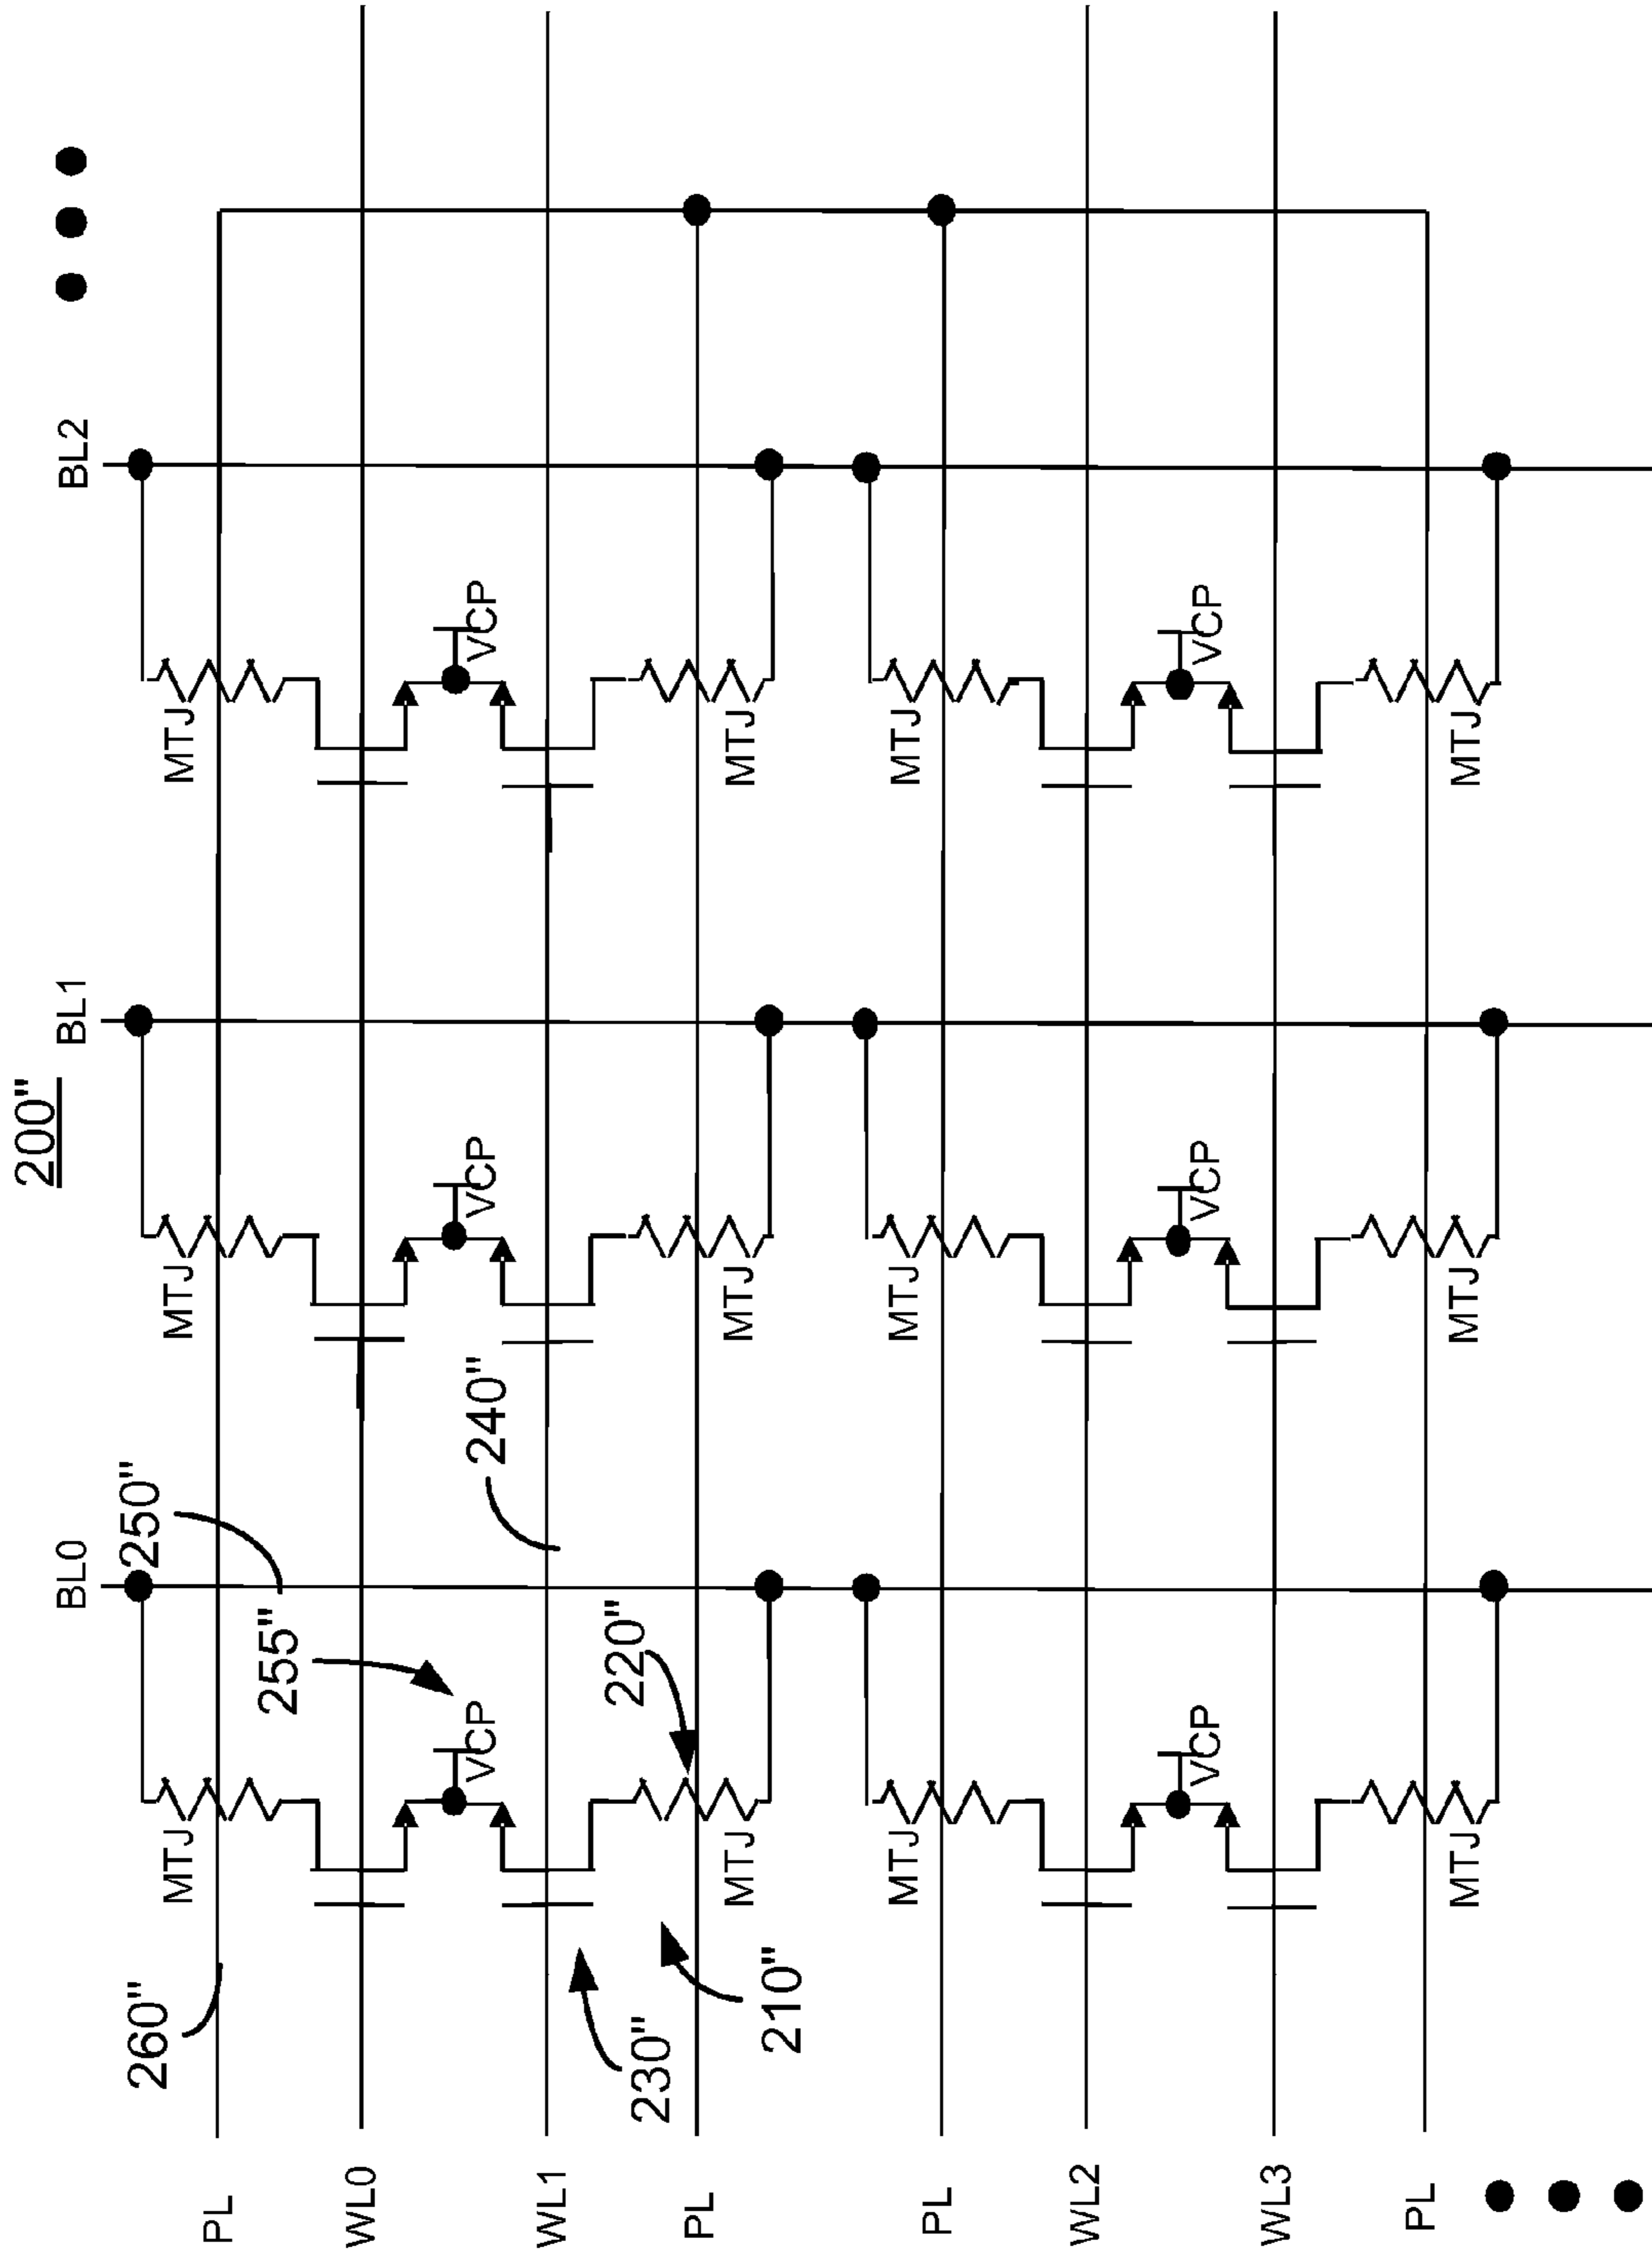 200"
BL0
BL1
BL2
260"
250"
MTJ
MTJ
MTJ
PL
255"
WL0
VCP
240"
VCP
VCP
WL1
220"
230"
PL
MTJ
MTJ
MTJ
210"
MTJ
MTJ
MTJ
PL
WL2
VCP
VCP
VCP
WL3
PL
MTJ
MTJ
MTJ